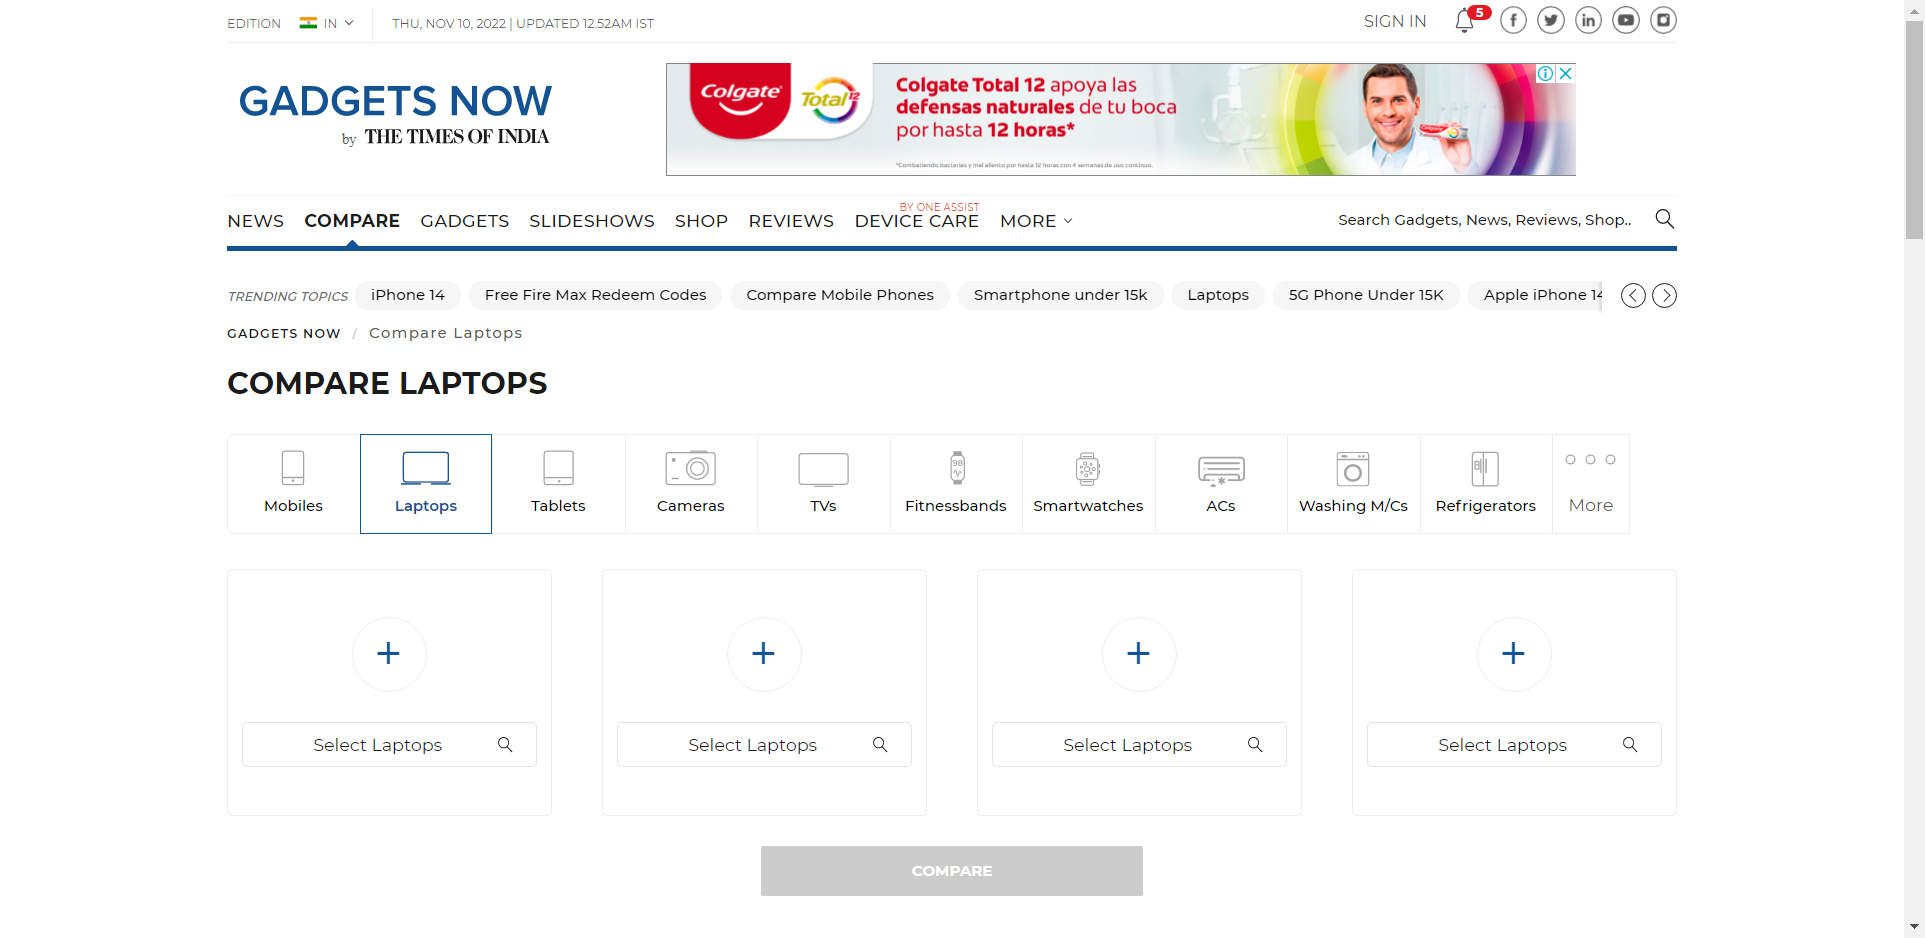 EDITION IN THU, NOV 10, 2022 | UPDATED 12.52AM IST SIGN IN 5
GADGETS NOW
by THE TIMES OF INDIA
Colgate Total 12
Colgate Total 12 apoya las
defensas naturales de tu boca
por hasta 12 horas*
*Combatiendo bacterias y mal aliento por hasta 12 horas con 4 semanas de uso continuo.
BY ONE ASSIST
NEWS COMPARE GADGETS SLIDESHOWS SHOP REVIEWS DEVICE CARE MORE Search Gadgets, News, Reviews, Shop..
TRENDING TOPICS iPhone 14 Free Fire Max Redeem Codes Compare Mobile Phones Smartphone under 15k Laptops 5G Phone Under 15K Apple iPhone 14
GADGETS NOW / Compare Laptops
COMPARE LAPTOPS
98
Mobiles Laptops Tablets Cameras TVs Fitnessbands Smartwatches ACs Washing M/Cs Refrigerators More
Select Laptops Select Laptops Select Laptops Select Laptops
COMPARE